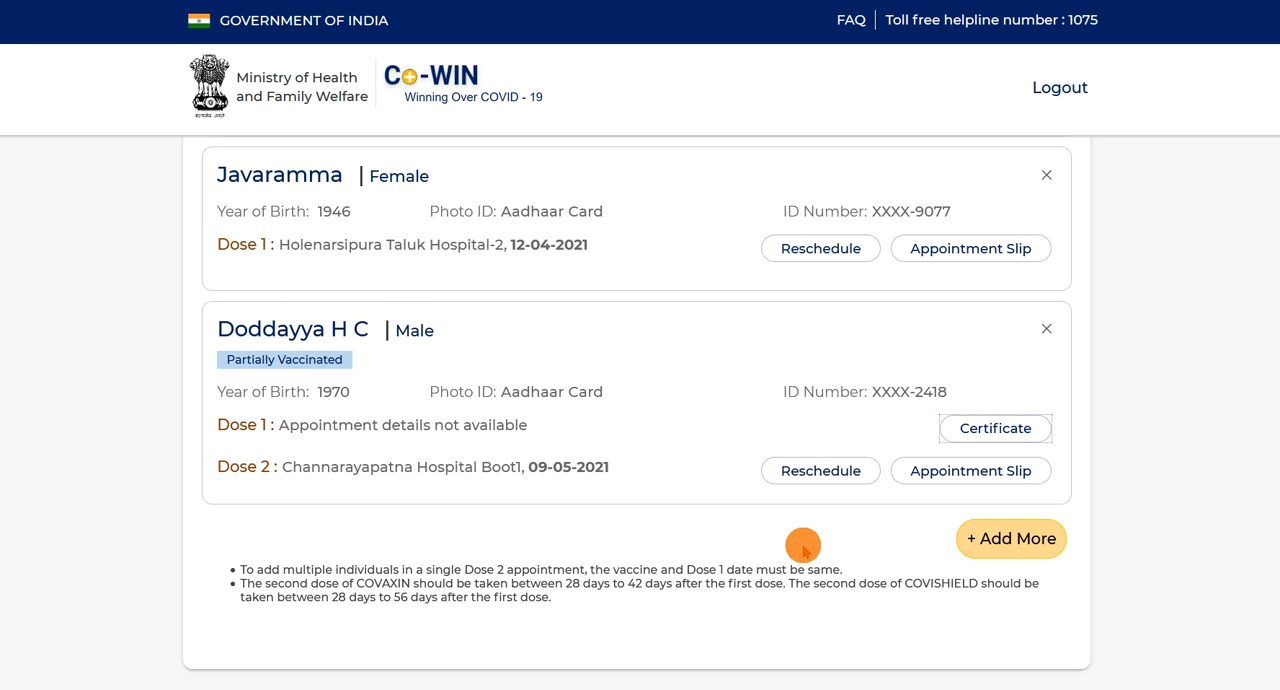 GOVERNMENT OF INDIA
FAQ
Toll free helpline number : 1075
Ministry of Health
and Family Welfare
सत्यमेव जयते
Co-WIN
Winning Over COVID - 19
Logout
Javaramma | Female
Year of Birth: 1946 Photo ID: Aadhaar Card ID Number: XXXX-9077
Dose 1 : Holenarsipura Taluk Hospital-2, 12-04-2021
Reschedule
Appointment Slip
Doddayya H C | Male
Partially Vaccinated
Year of Birth: 1970 Photo ID: Aadhaar Card ID Number: XXXX-2418
Dose 1 : Appointment details not available
Certificate
Dose 2 : Channarayapatna Hospital Boot1, 09-05-2021
Reschedule
Appointment Slip
+ Add More
• To add multiple individuals in a single Dose 2 appointment, the vaccine and Dose 1 date must be same.
• The second dose of COVAXIN should be taken between 28 days to 42 days after the first dose. The second dose of COVISHIELD should be
taken between 28 days to 56 days after the first dose.